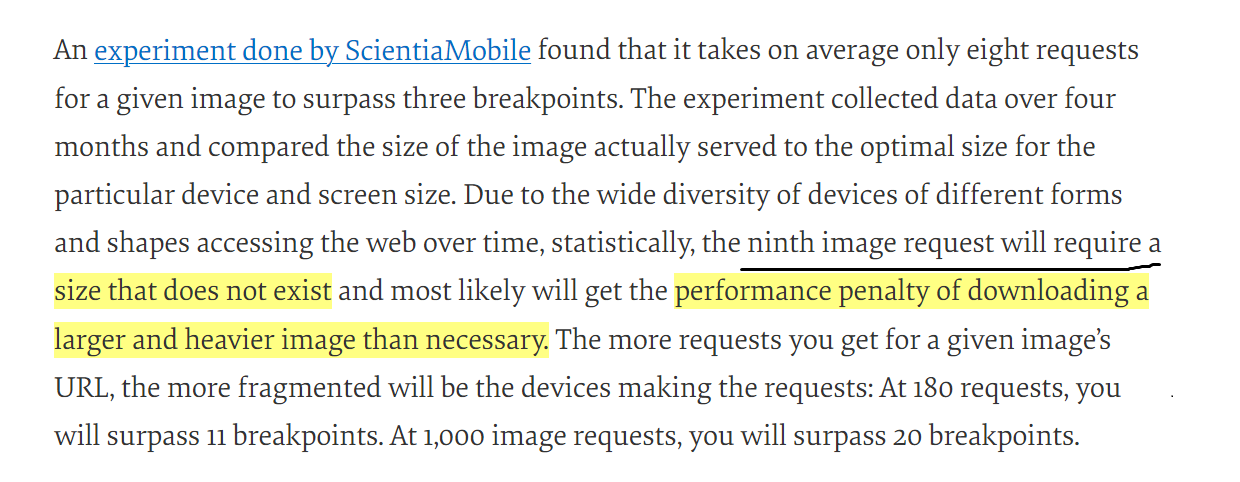 An experiment done by ScientiaMobile found that it takes on average only eight requests
for a given image to surpass three breakpoints. The experiment collected data over four
months and compared the size of the image actually served to the optimal size for the
particular device and screen size. Due to the wide diversity of devices of different forms
and shapes accessing the web over time, statistically, the ninth image request will require a
size that does not exist and most likely will get the performance penalty of downloading a
larger and heavier image than necessary. The more requests you get for a given image’s
URL, the more fragmented will be the devices making the requests: At 180 requests, you
will surpass 11 breakpoints. At 1,000 image requests, you will surpass 20 breakpoints.